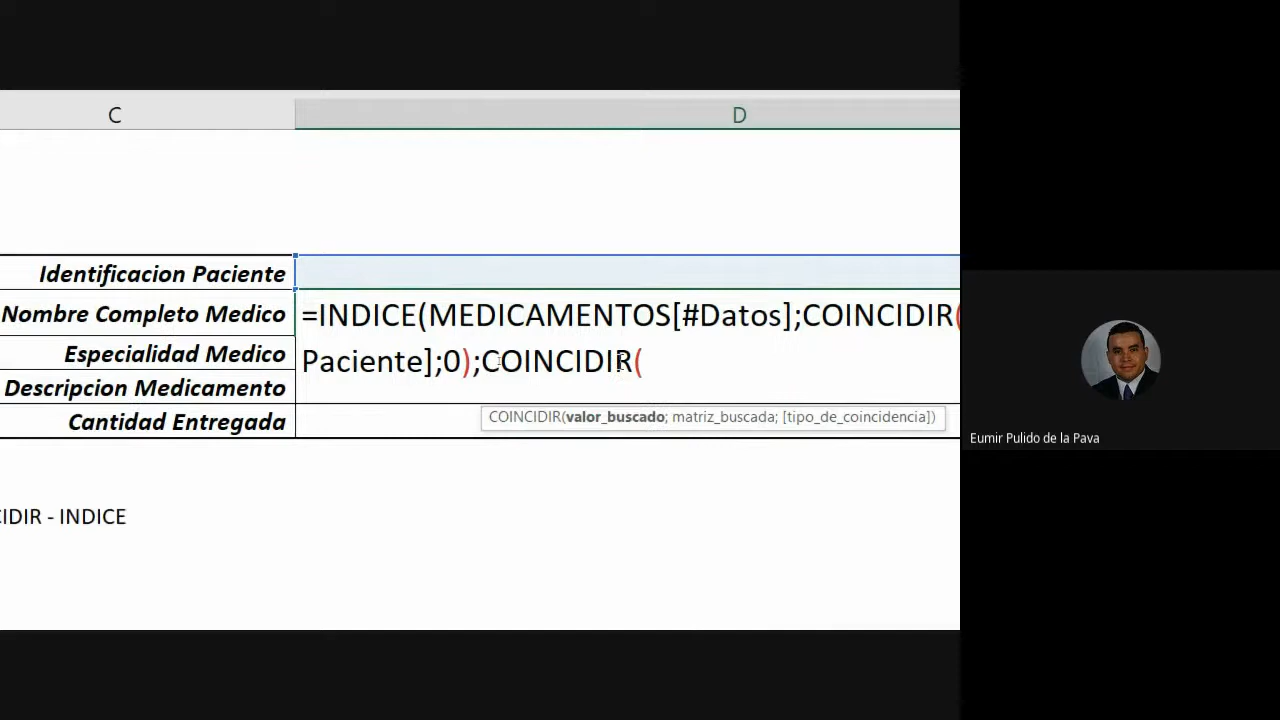 C D
Identificacion Paciente
Nombre Completo Medico =INDICE(MEDICAMENTOS[#Datos];COINCIDIR(
Paciente];0);COINCIDIR(
Especialidad Medico
Descripcion Medicamento
COINCIDIR(valor_buscado; matriz_buscada; [tipo_de_coincidencia])
Cantidad Entregada
Eumir Pulido de la Pava
CIDIR - INDICE